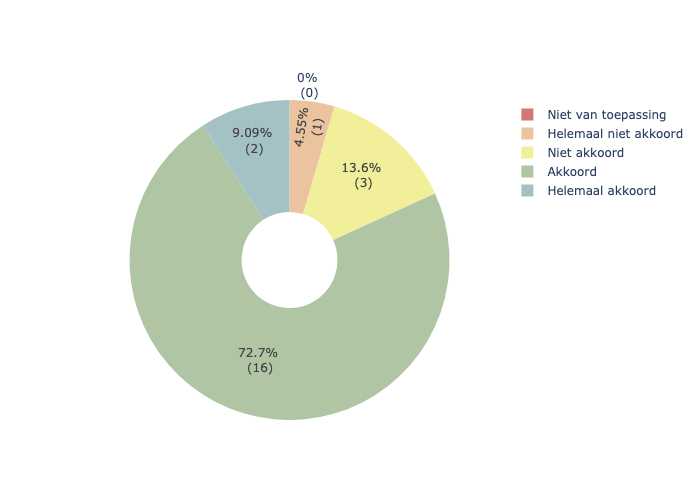 0%
(0)
4.55%
(1)
13.6%
(3)
9.09%
(2)
72.7%
(16)
Niet van toepassing
Helemaal niet akkoord
Niet akkoord
Akkoord
Helemaal akkoord